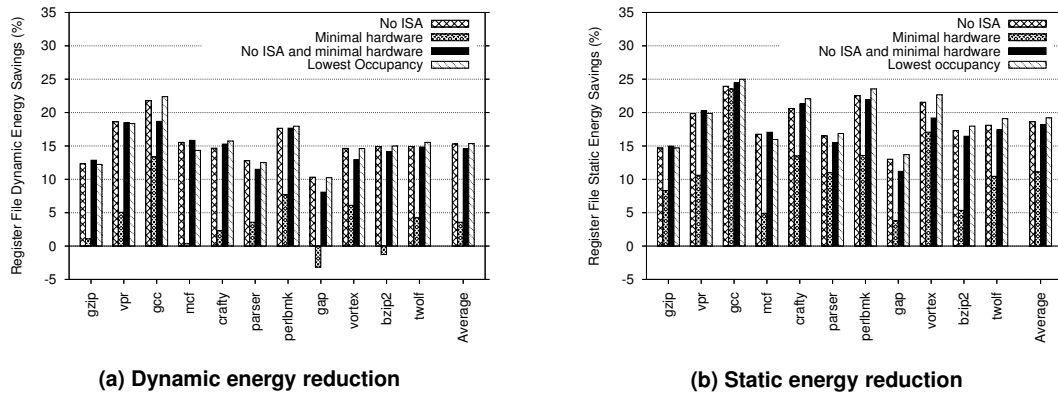 Register File Dynamic Energy Savings (%)
35
30
25
20
15
10
5
0
-5
No ISA
Minimal hardware
No ISA and minimal hardware
Lowest Occupancy
gzip
vpr
gcc
mcf
crafty
parser
perlbmk
gap
vortex
bzip2
twolf
Average
(a) Dynamic energy reduction
Register File Static Energy Savings (%)
35
30
25
20
15
10
5
0
-5
No ISA
Minimal hardware
No ISA and minimal hardware
Lowest occupancy
gzip
vpr
gcc
mcf
crafty
parser
perlbmk
gap
vortex
bzip2
twolf
Average
(b) Static energy reduction